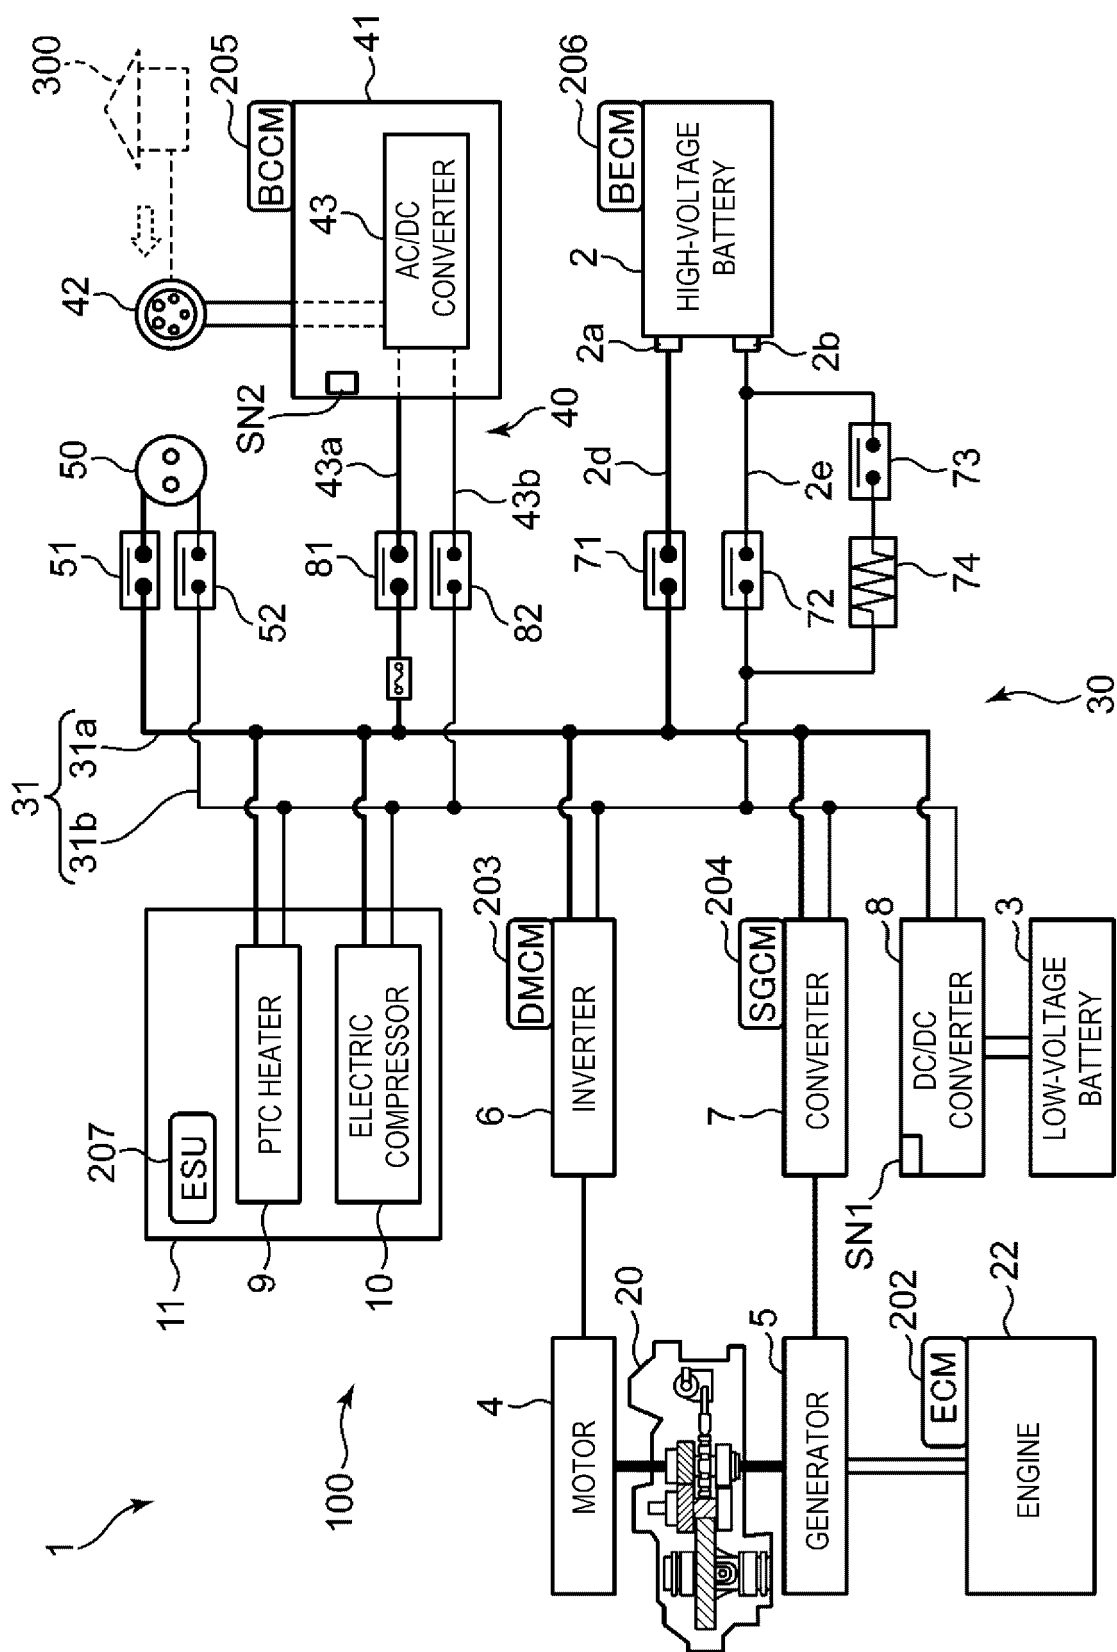 1
100
11
207
ESU
9
PTC HEATER
10
ELECTRIC
COMPRESSOR
31
31a
31b
51
52
50
42
300
205
BCCM
41
43
AC/DC
CONVERTER
SN2
43a
43b
81
82
40
4
MOTOR
6
INVERTER
DMCM
203
20
5
GENERATOR
7
CONVERTER
SGCM
204
71
72
2d
2e
2a
2b
2
HIGH-VOLTAGE
BATTERY
BECM
206
73
74
30
202
ECM
22
ENGINE
SN1
8
DC/DC
CONVERTER
3
LOW-VOLTAGE
BATTERY